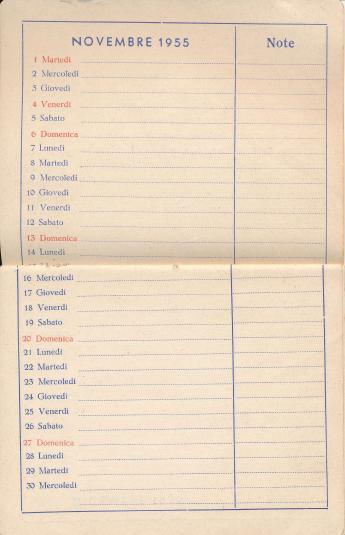 NOVEMBRE 1955
Note
1 Martedì
2 Mercoledì
3 Giovedì
4 Venerdì
5 Sabato
6 Domenica
7 Lunedì
8 Martedì
9 Mercoledì
10 Giovedì
11 Venerdì
12 Sabato
13 Domenica
14 Lunedì
16 Mercoledì
17 Giovedì
18 Venerdì
19 Sabato
20 Domenica
21 Lunedì
22 Martedì
23 Mercoledì
24 Giovedì
25 Venerdì
26 Sabato
27 Domenica
28 Lunedì
29 Martedì
30 Mercoledì